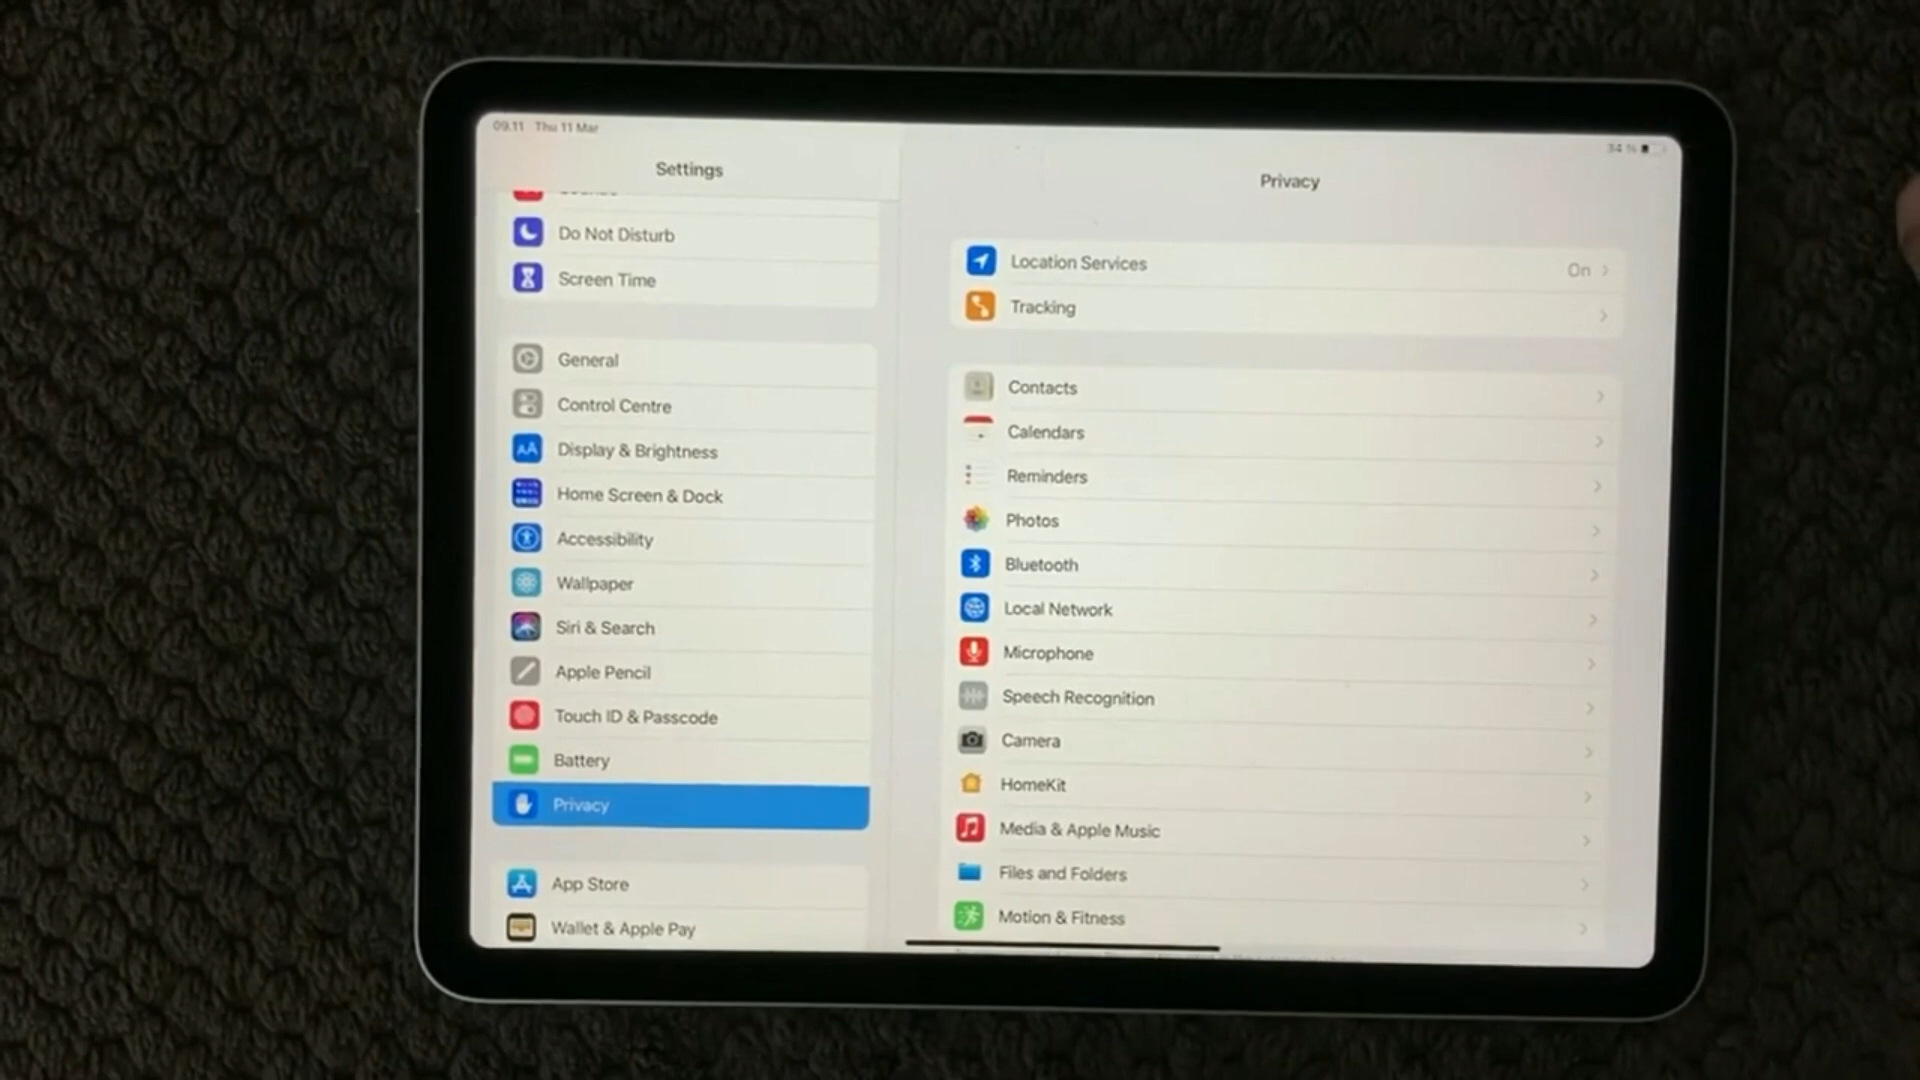 09.11 Thu 11 Mar
34 %
Settings
Do Not Disturb
Screen Time
General
Control Centre
AA Display & Brightness
Home Screen & Dock
Accessibility
Wallpaper
Siri & Search
Apple Pencil
Touch ID & Passcode
Battery
Privacy
App Store
Wallet & Apple Pay
Privacy
Location Services On
Tracking
Contacts
Calendars
Reminders
Photos
Bluetooth
Local Network
Microphone
Speech Recognition
Camera
HomeKit
Media & Apple Music
Files and Folders
Motion & Fitness